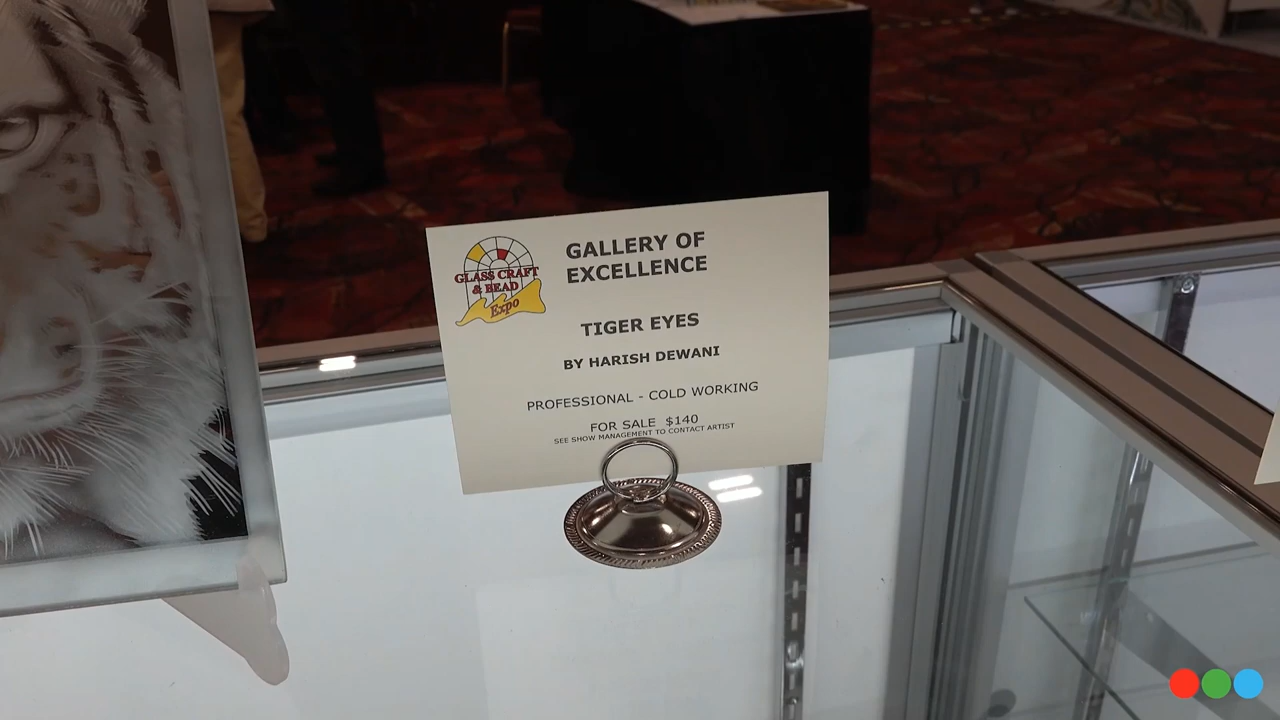 GLASS CRAFT
& BEAD
Expo
GALLERY OF
EXCELLENCE
TIGER EYES
BY HARISH DEWANI
PROFESSIONAL - COLD WORKING
FOR SALE $140
SEE SHOW MANAGEMENT TO CONTACT ARTIST